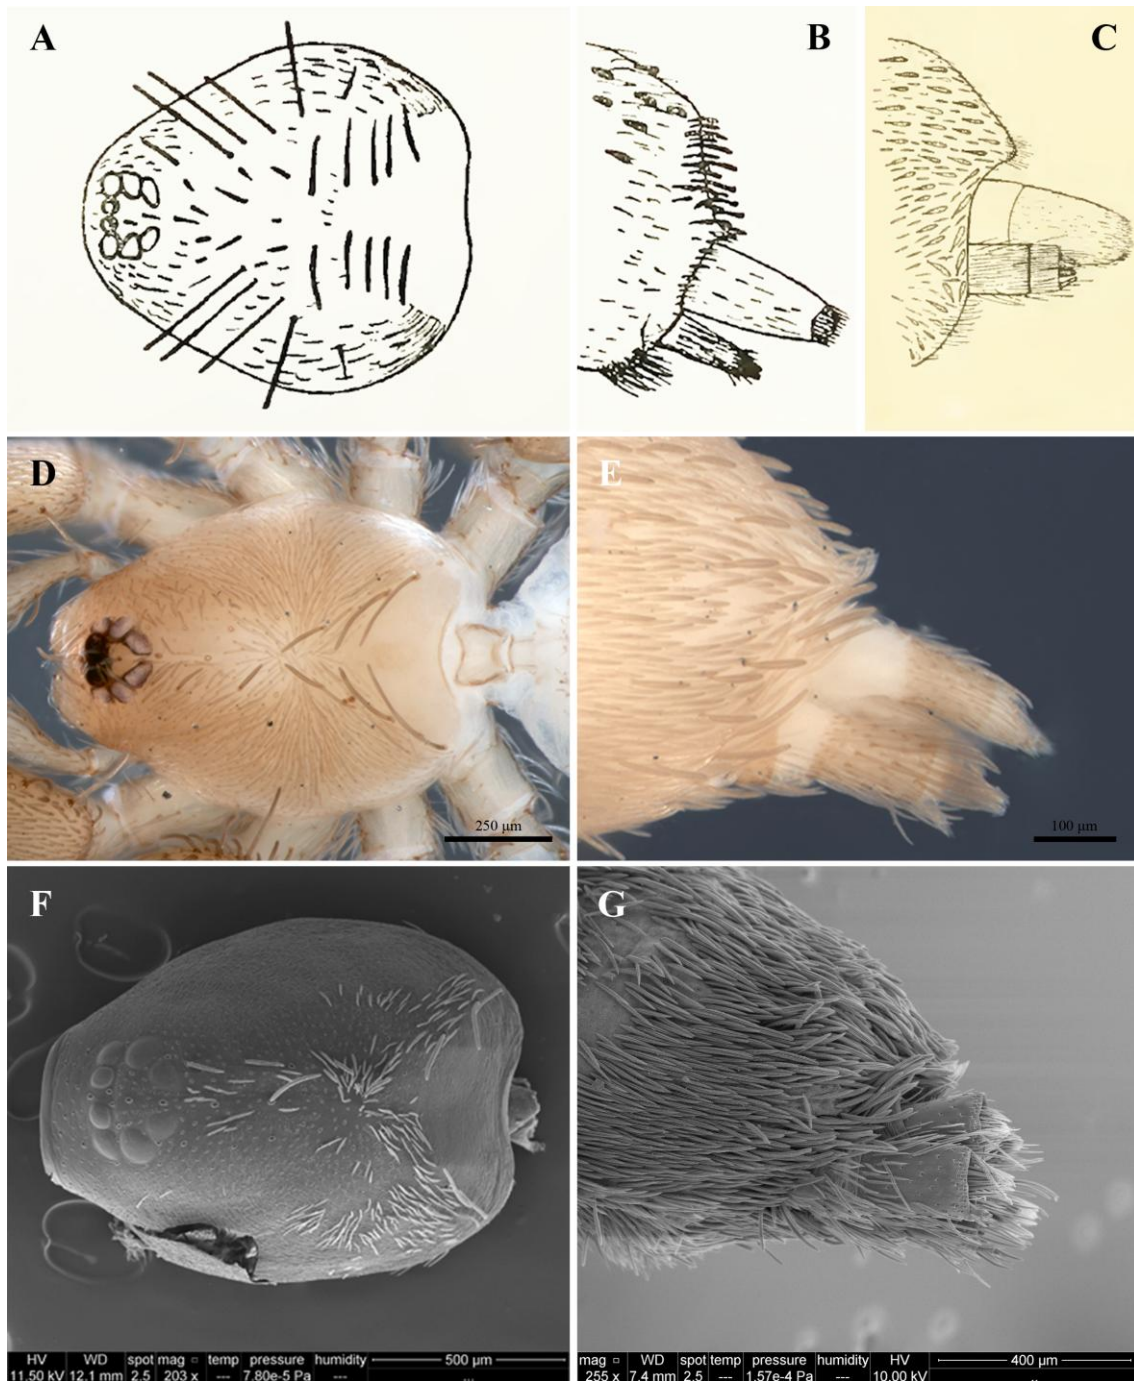 A
B
C
D
E
250 µm
100 µm
F
G
HV WD spot mag □ temp pressure humidity 500 µm
11.50 kV 12.1 mm 2.5 203 x --- 7.80e-5 Pa ---
mag □ WD spot temp pressure humidity HV 400 µm
255 x 7.4 mm 2.5 --- 1.57e-4 Pa --- 10.00 kV